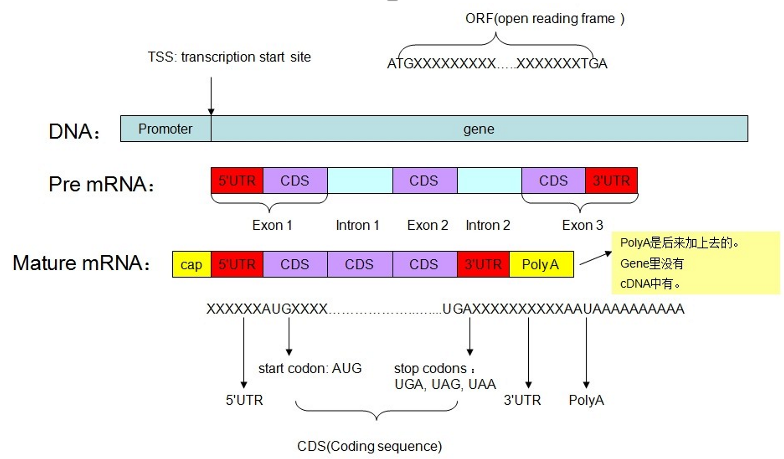 ORF(open reading frame )
TSS: transcription start site
ATGXXXXXXXXX…..XXXXXXXTGA
DNA：
Promoter
gene
Pre mRNA：
5'UTR
CDS
CDS
CDS
3'UTR
Exon 1
Intron 1
Exon 2
Intron 2
Exon 3
Mature mRNA：
cap
5'UTR
CDS
CDS
CDS
3'UTR
PolyA
PolyA是后来加上去的。
Gene里没有
cDNA中有。
XXXXXXAUGXXXX………………..…...UGAXXXXXXXXXXAAUAAAAAAAAAA
start codon: AUG
stop codons：
UGA, UAG, UAA
5'UTR
3'UTR
PolyA
CDS(Coding sequence)